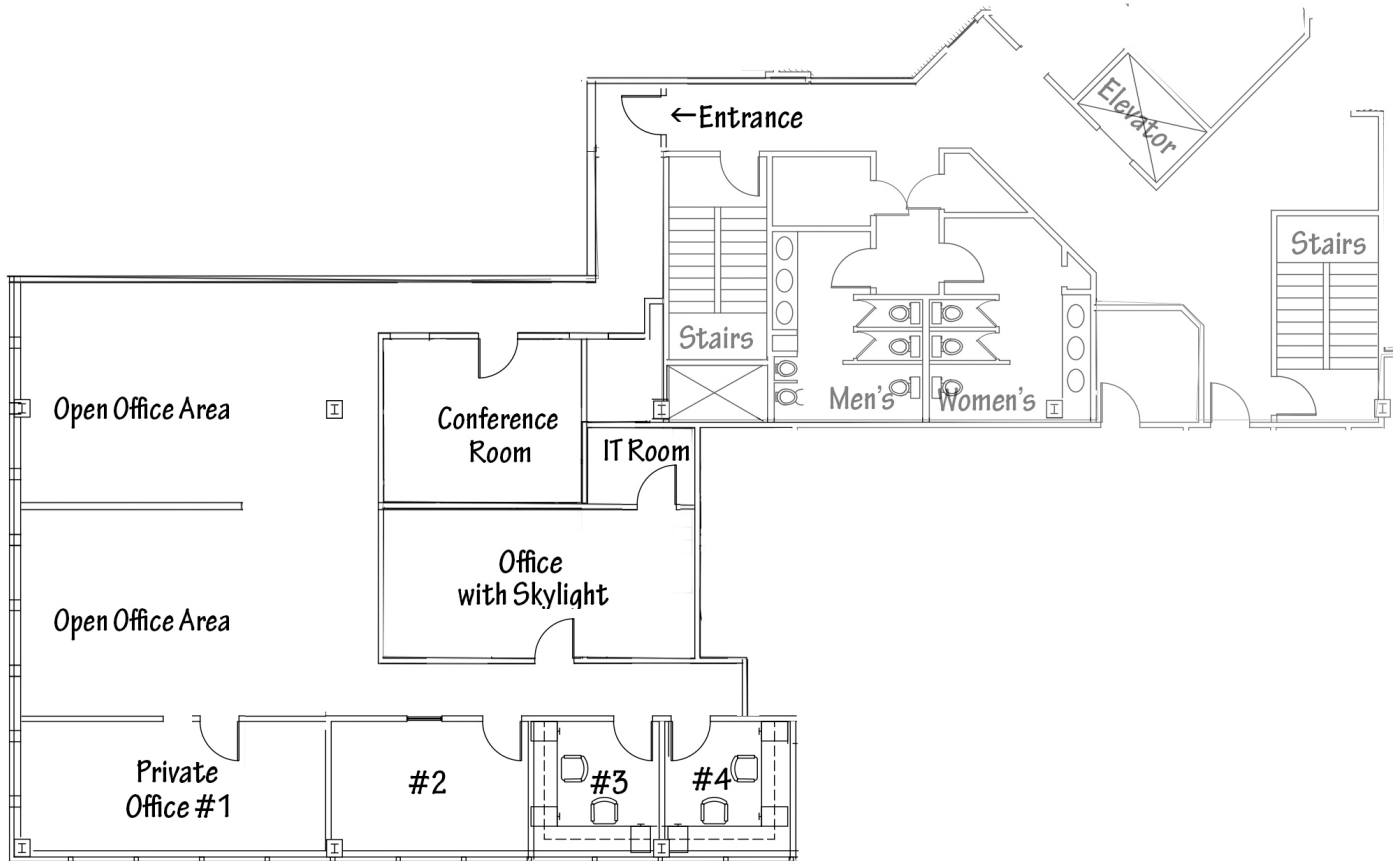 Elevator
←Entrance
Stairs
Stairs
Men's
Women's
Open Office Area
Conference
Room
IT Room
Office
with Skylight
Open Office Area
Private
Office #1
#2
#3
#4